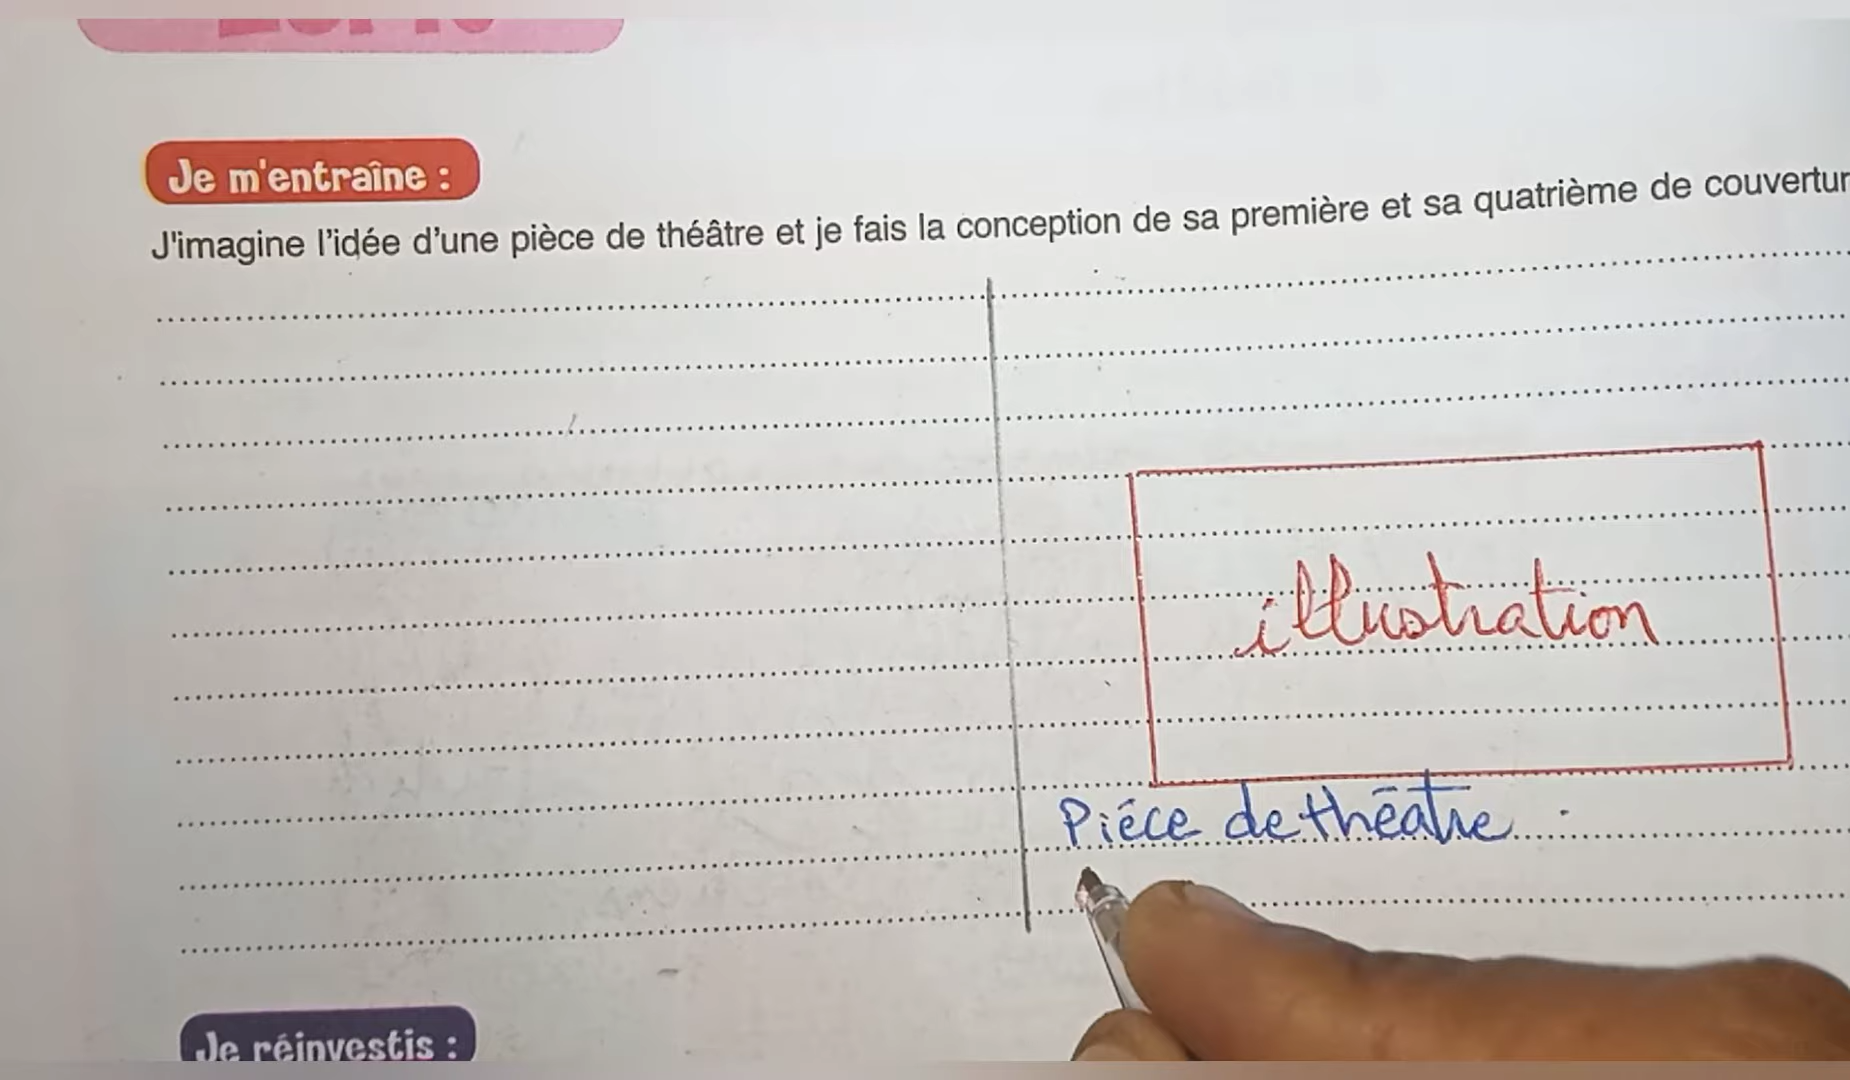 Je m'entraîne :
J'imagine l'idée d'une pièce de théâtre et je fais la conception de sa première et sa quatrième de couvertur
illustration
Piéce de théatre
Je réinvestis :